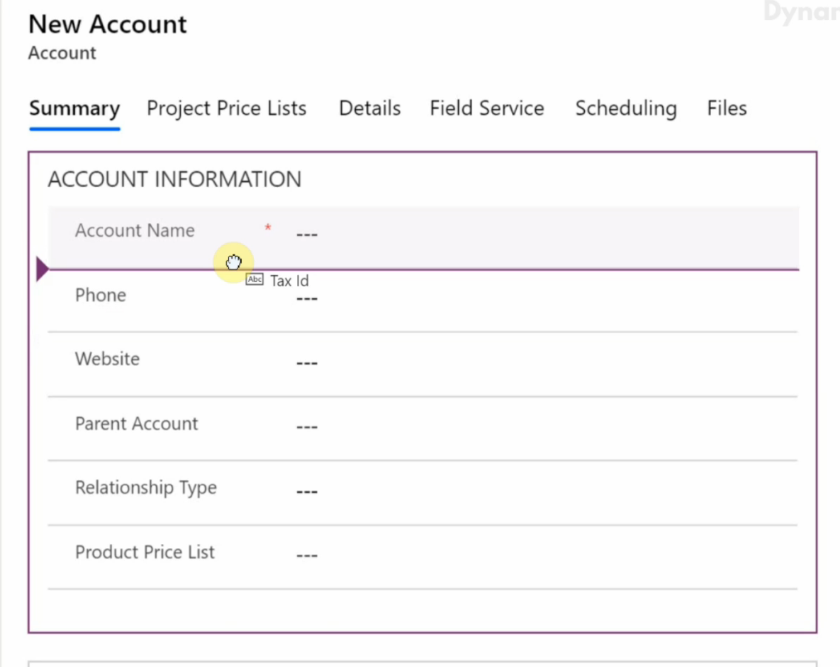 Dynar
New Account
Account
Summary Project Price Lists Details Field Service Scheduling Files
ACCOUNT INFORMATION
Account Name * ---
Abc Tax Id
Phone ---
Website ---
Parent Account ---
Relationship Type ---
Product Price List ---